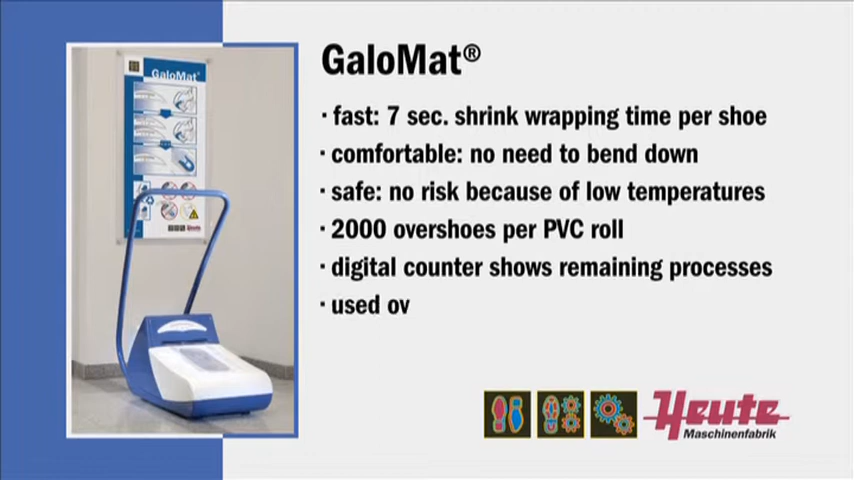 GaloMat®
GaloMat®
· fast: 7 sec. shrink wrapping time per shoe
· comfortable: no need to bend down
· safe: no risk because of low temperatures
· 2000 overshoes per PVC roll
· digital counter shows remaining processes
· used ov
Heute
Maschinenfabrik